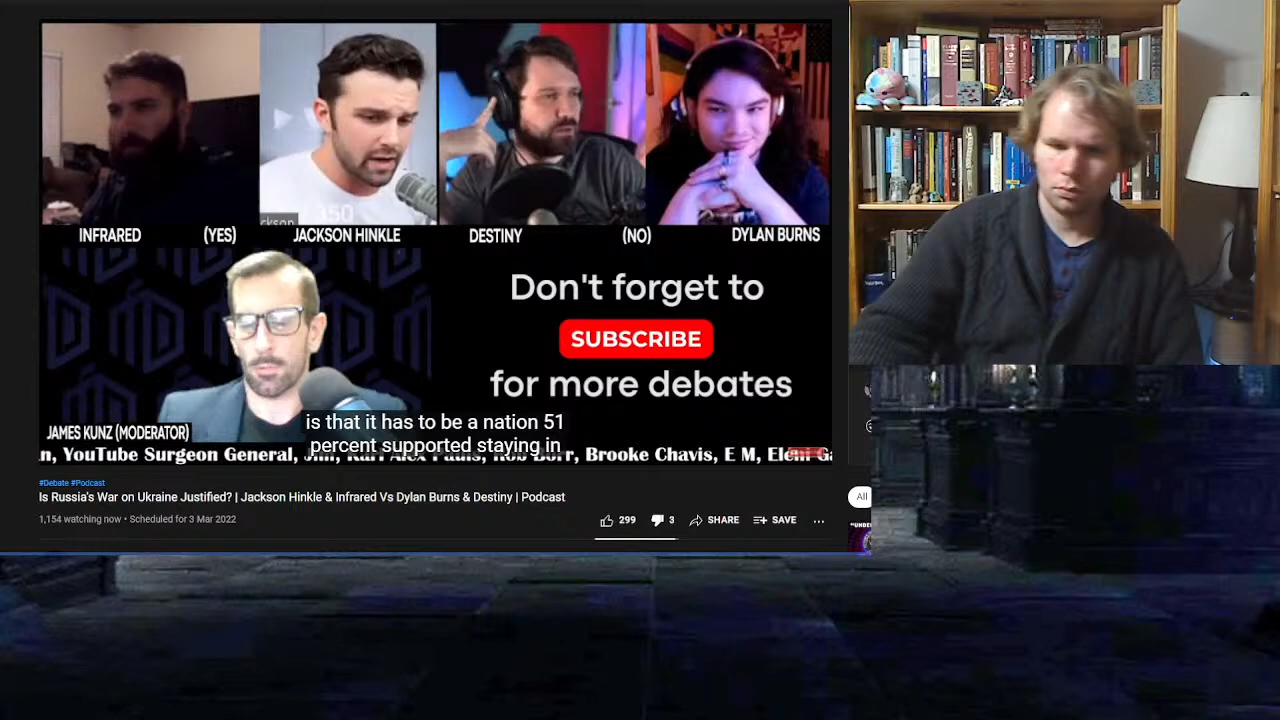 INFRARED (YES) JACKSON HINKLE DESTINY (NO) DYLAN BURNS
Don't forget to
SUBSCRIBE
for more debates
is that it has to be a nation 51
percent supported staying in
JAMES KUNZ (MODERATOR)
n, YouTube Surgeon General, Brooke Chavis, E M,
#Debate #Podcast
Is Russia's War on Ukraine Justified? | Jackson Hinkle & Infrared Vs Dylan Burns & Destiny | Podcast
1,154 watching now • Scheduled for 3 Mar 2022
299 3 SHARE SAVE ...
All